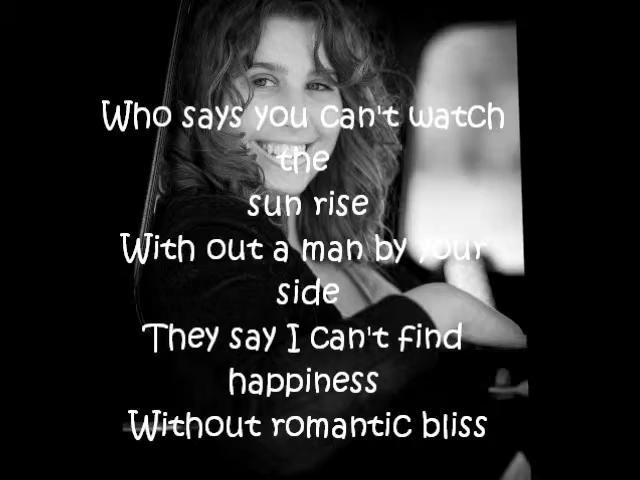 Who says you can't watch
the
sun rise
With out a man by your
side
They say I can't find
happiness
Without romantic bliss